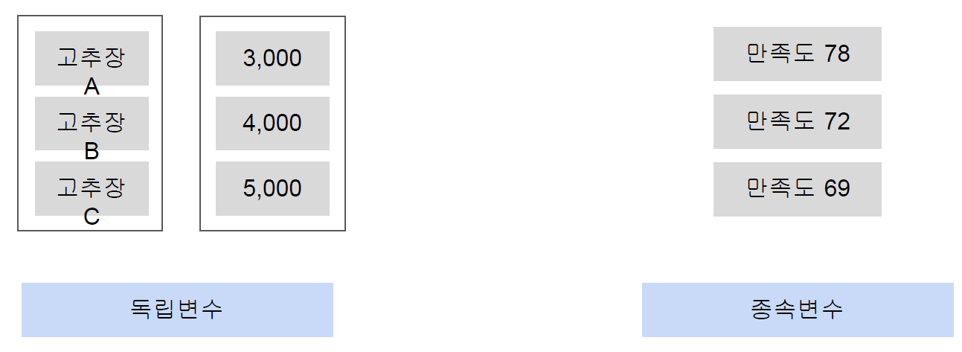 고추장
A
3,000
만족도 78
고추장
B
4,000
만족도 72
고추장
C
5,000
만족도 69
독립변수
종속변수